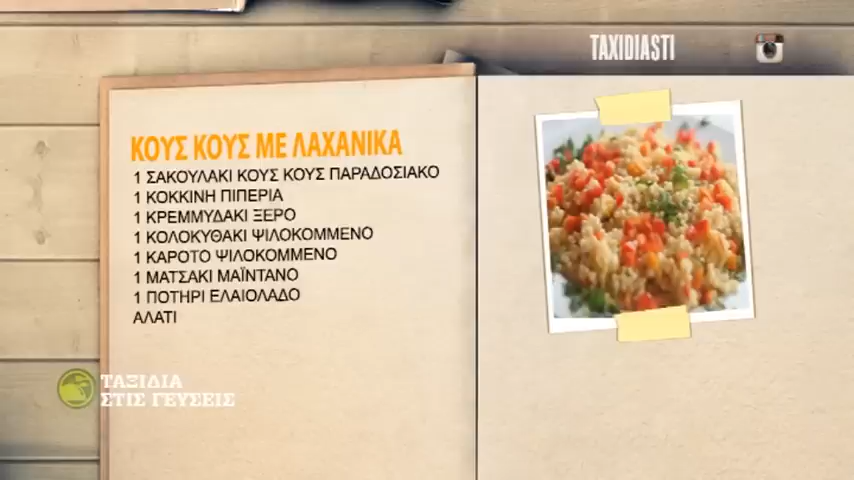 TAXIDIASTI
ΚΟΥΣ ΚΟΥΣ ΜΕ ΛΑΧΑΝΙΚΑ
1 ΣΑΚΟΥΛΑΚΙ ΚΟΥΣ ΚΟΥΣ ΠΑΡΑΔΟΣΙΑΚΟ
1 ΚΟΚΚΙΝΗ ΠΙΠΕΡΙΑ
1 ΚΡΕΜΜΥΔΑΚΙ ΞΕΡΟ
1 ΚΟΛΟΚΥΘΑΚΙ ΨΙΛΟΚΟΜΜΕΝΟ
1 ΚΑΡΟΤΟ ΨΙΛΟΚΟΜΜΕΝΟ
1 ΜΑΤΣΑΚΙ ΜΑΪΝΤΑΝΟ
1 ΠΟΤΗΡΙ ΕΛΑΙΟΛΑΔΟ
ΑΛΑΤΙ
ΤΑΞΙΔΙΑ
ΣΤΙΣ ΓΕΥΣΕΙΣ